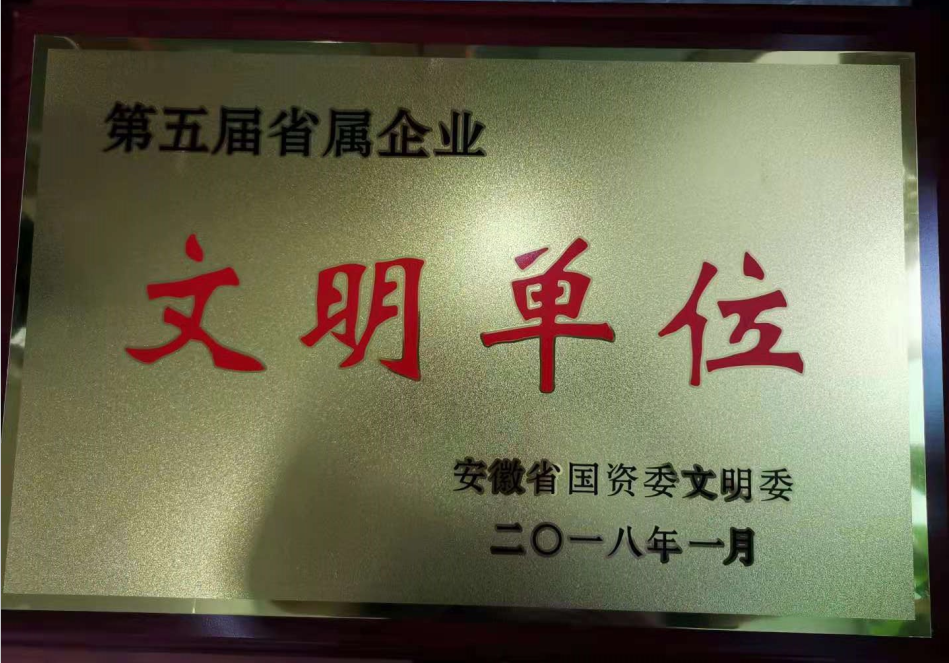 第五届省属企业
文明单位
安徽省国资委文明委
二〇一八年一月